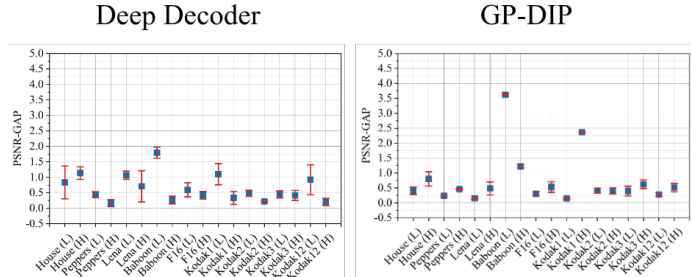 Deep Decoder
GP-DIP
PSNR-GAP
5.0
4.5
4.0
3.5
3.0
2.5
2.0
1.5
1.0
0.5
0.0
-0.5
House (L)
House (H)
Peppers (L)
Peppers (H)
Lena (L)
Lena (H)
Baboon (L)
Baboon (H)
F16 (L)
F16 (H)
Kodak1 (L)
Kodak1 (H)
Kodak2 (L)
Kodak2 (H)
Kodak3 (L)
Kodak3 (H)
Kodak12 (L)
Kodak12 (H)
PSNR-GAP
5.0
4.5
4.0
3.5
3.0
2.5
2.0
1.5
1.0
0.5
0.0
-0.5
House (L)
House (H)
Peppers (L)
Peppers (H)
Lena (L)
Lena (H)
Baboon (L)
Baboon (H)
F16 (L)
F16 (H)
Kodak1 (L)
Kodak1 (H)
Kodak2 (L)
Kodak2 (H)
Kodak3 (L)
Kodak3 (H)
Kodak12 (L)
Kodak12 (H)